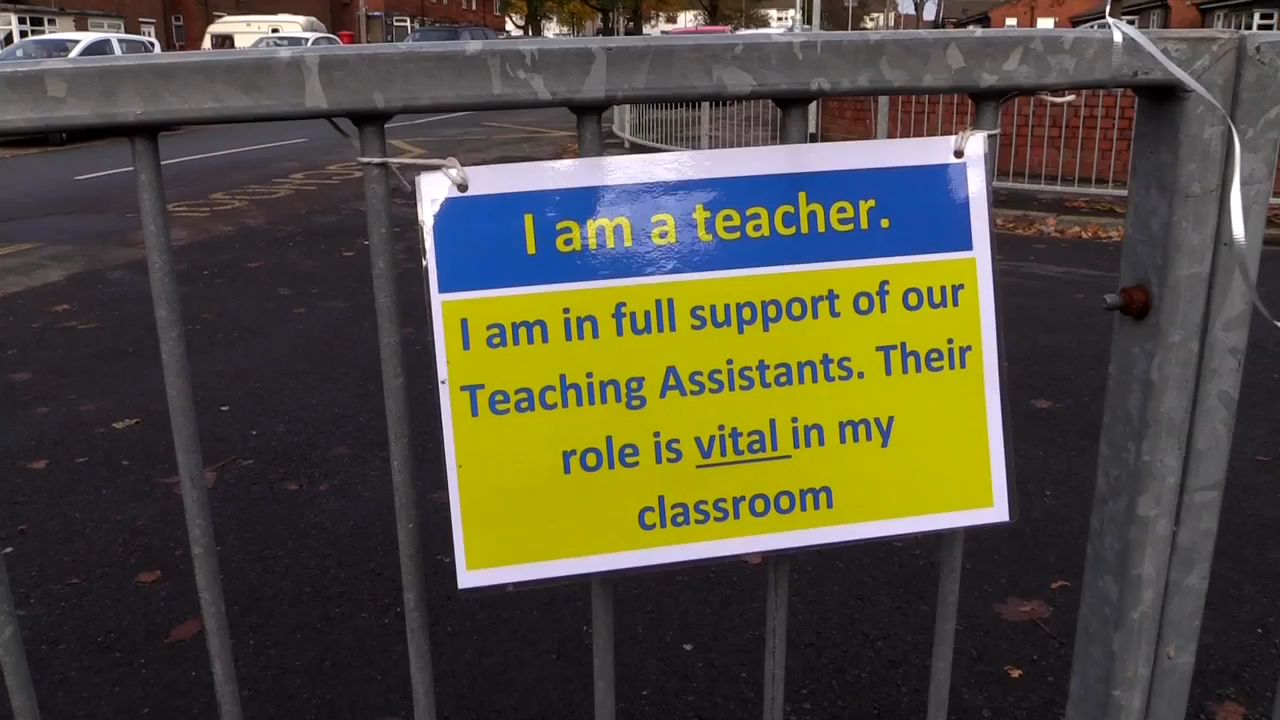 I am a teacher.
I am in full support of our
Teaching Assistants. Their
role is vital in my
classroom